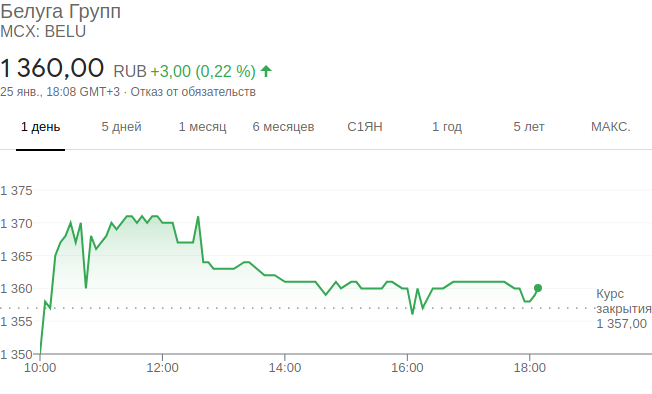 Белуга Групп
MCX: BELU
1 360,00 RUB +3,00 (0,22 %)
25 янв., 18:08 GMT+3 · Отказ от обязательств
1 день 5 дней 1 месяц 6 месяцев С1ЯН 1 год 5 лет МАКС.
1 375
1 370
1 365
1 360
1 355
1 350
Курс
закрытия
1 357,00
10:00 12:00 14:00 16:00 18:00